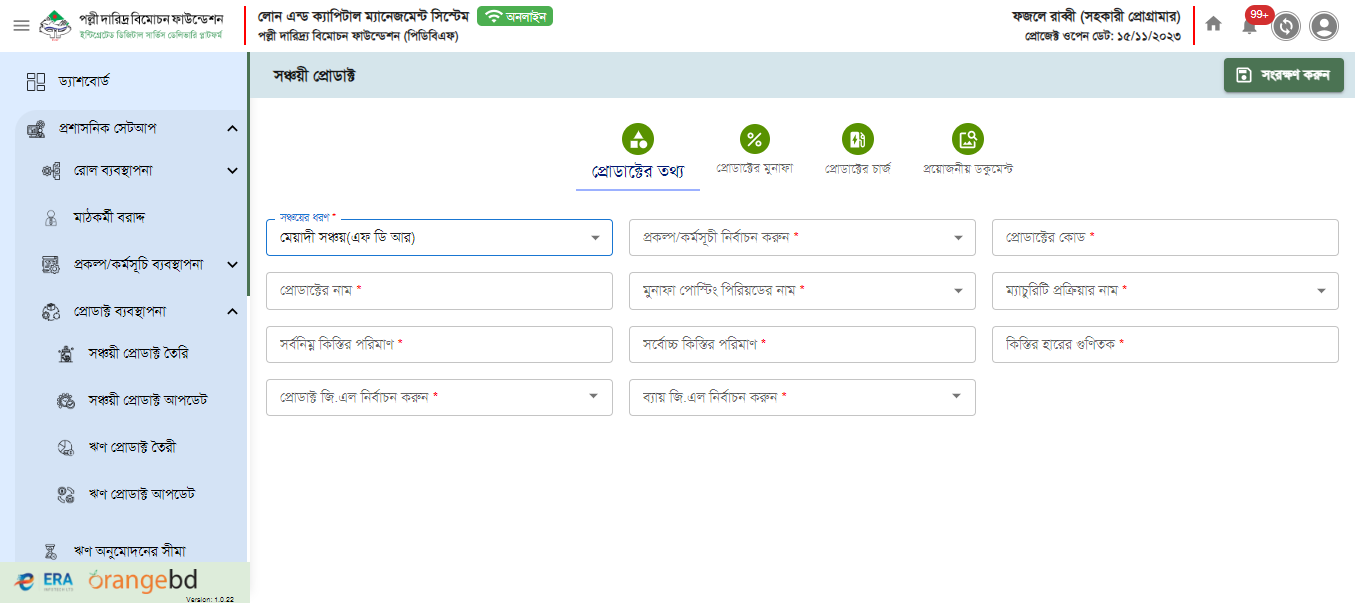 পল্লী দারিদ্র বিমোচন ফাউন্ডেশন
ইন্টিগ্রেটেড ডিজিটাল সার্ভিস ডেলিভারি প্লাটফর্ম
লোন এন্ড ক্যাপিটাল ম্যানেজমেন্ট সিস্টেম
অনলাইন
পল্লী দারিদ্র্য বিমোচন ফাউন্ডেশন (পিডিবিএফ)
ফজলে রাব্বী (সহকারী প্রোগ্রামার)
প্রোজেক্ট ওপেন ডেট: ১৫/১১/২০২৩
99+
ড্যাশবোর্ড
প্রশাসনিক সেটআপ
রোল ব্যবস্থাপনা
মাঠকর্মী বরাদ্দ
প্রকল্প/কর্মসূচি ব্যবস্থাপনা
প্রোডাক্ট ব্যবস্থাপনা
সঞ্চয়ী প্রোডাক্ট তৈরি
সঞ্চয়ী প্রোডাক্ট আপডেট
ঋণ প্রোডাক্ট তৈরী
ঋণ প্রোডাক্ট আপডেট
ঋণ অনুমোদনের সীমা
ERA
orangebd
Version: 1.0.22
সঞ্চয়ী প্রোডাক্ট
সংরক্ষণ করুন
প্রোডাক্টের তথ্য
প্রোডাক্টের মুনাফা
প্রোডাক্টের চার্জ
প্রয়োজনীয় ডকুমেন্ট
সঞ্চয়ের ধরণ *
মেয়াদী সঞ্চয়(এফ ডি আর)
প্রকল্প/কর্মসূচী নির্বাচন করুন *
প্রোডাক্টের কোড *
প্রোডাক্টের নাম *
মুনাফা পোস্টিং পিরিয়ডের নাম *
ম্যাচুরিটি প্রক্রিয়ার নাম *
সর্বনিম্ন কিস্তির পরিমাণ *
সর্বোচ্চ কিস্তির পরিমাণ *
কিস্তির হারের গুণিতক *
প্রোডাক্ট জি.এল নির্বাচন করুন *
ব্যায় জি.এল নির্বাচন করুন *